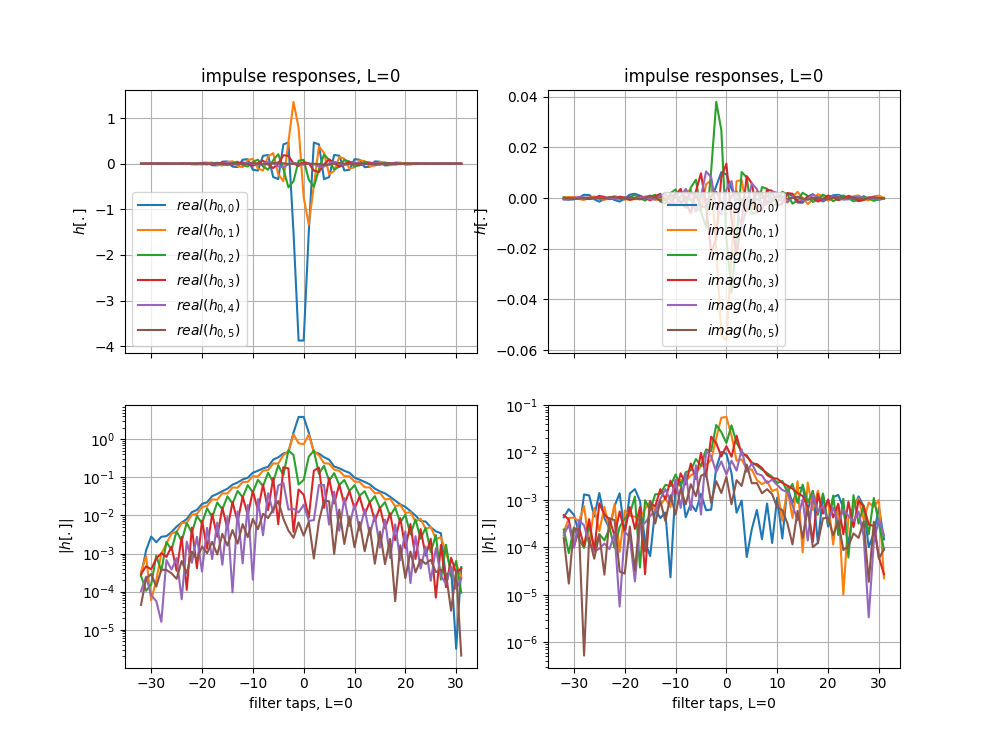 impulse responses, L=0
1
0
−1
−2
−3
−4
h[.]
real(h0,0)
real(h0,1)
real(h0,2)
real(h0,3)
real(h0,4)
real(h0,5)
impulse responses, L=0
0.04
0.02
0.00
−0.02
−0.04
−0.06
h[.]
imag(h0,0)
imag(h0,1)
imag(h0,2)
imag(h0,3)
imag(h0,4)
imag(h0,5)
10^0
10^−1
10^−2
10^−3
10^−4
10^−5
|h[.]|
−30 −20 −10 0 10 20 30
filter taps, L=0
10^−1
10^−2
10^−3
10^−4
10^−5
10^−6
|h[.]|
−30 −20 −10 0 10 20 30
filter taps, L=0